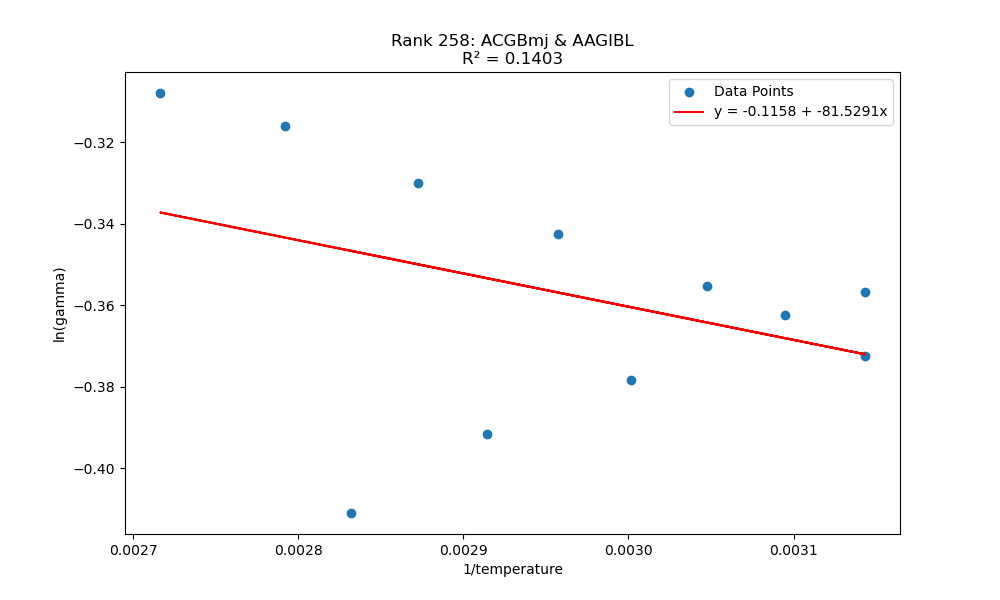 Rank 258: ACGBmj & AAGIBL
R² = 0.1403
Data Points
y = -0.1158 + -81.5291x
ln(gamma)
−0.32
−0.34
−0.36
−0.38
−0.40
0.0027
0.0028
0.0029
0.0030
0.0031
1/temperature